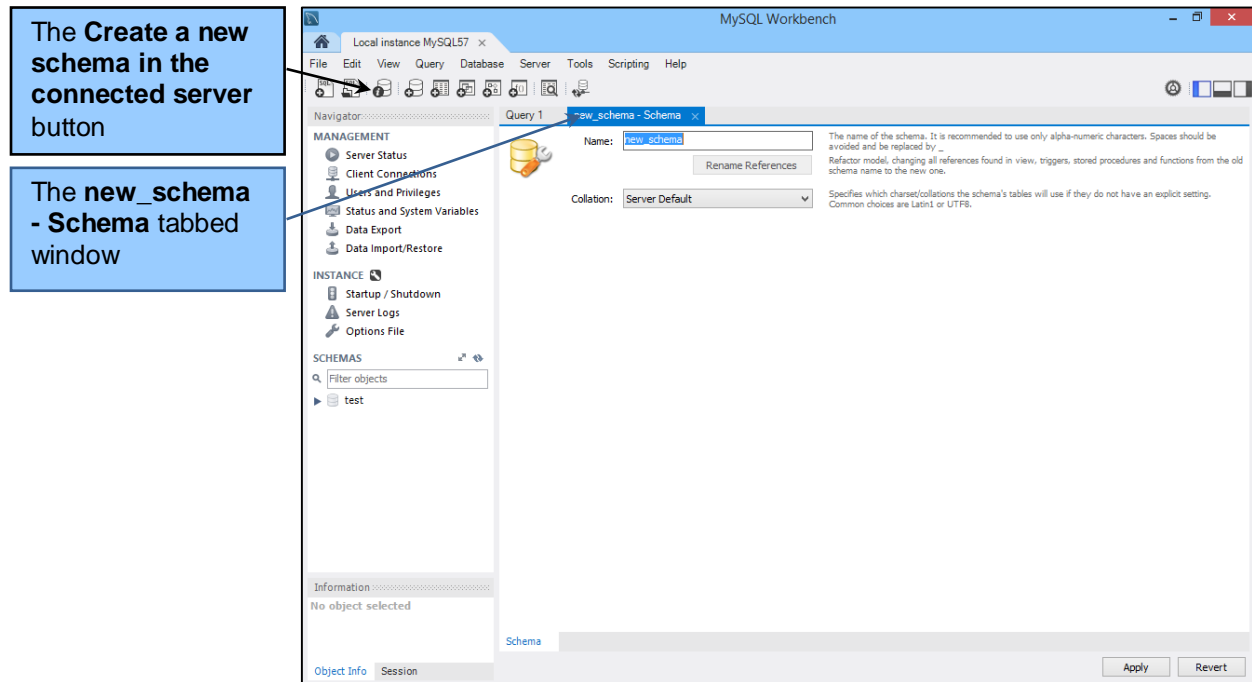 The Create a new
schema in the
connected server
button
The new_schema
- Schema tabbed
window
MySQL Workbench
Local instance MySQL57
File Edit View Query Database Server Tools Scripting Help
Navigator
MANAGEMENT
Server Status
Client Connections
Users and Privileges
Status and System Variables
Data Export
Data Import/Restore
INSTANCE
Startup / Shutdown
Server Logs
Options File
SCHEMAS
Filter objects
test
Information
No object selected
Object Info Session
Query 1 new_schema - Schema
Name: new_schema
Rename References
Collation: Server Default
The name of the schema. It is recommended to use only alpha-numeric characters. Spaces should be
avoided and be replaced by _
Refactor model, changing all references found in view, triggers, stored procedures and functions from the old
schema name to the new one.
Specifies which charset/collations the schema's tables will use if they do not have an explicit setting.
Common choices are Latin1 or UTF8.
Schema
Apply Revert